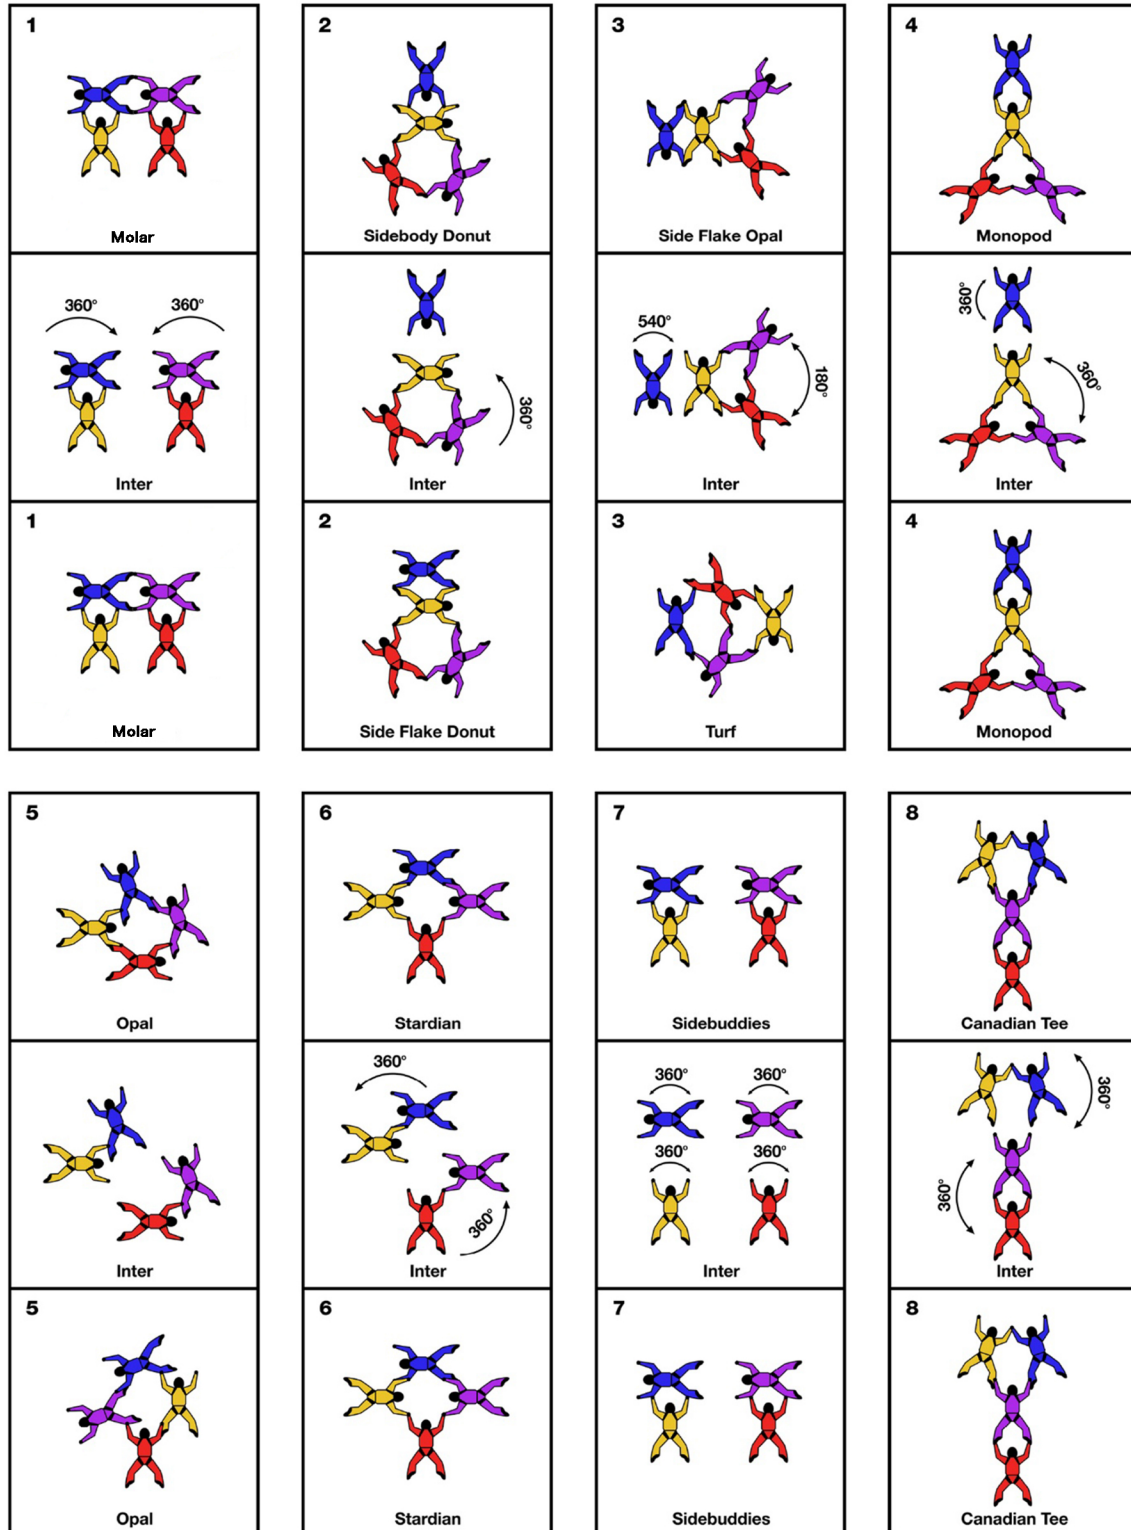 1
Molar
360°
360°
Inter
1
Molar
2
Sidebody Donut
360°
Inter
2
Side Flake Donut
3
Side Flake Opal
540°
180°
Inter
3
Turf
4
Monopod
360°
360°
Inter
4
Monopod
5
Opal
Inter
5
Opal
6
Stardian
360°
360°
Inter
6
Stardian
7
Sidebuddies
360°
360°
360°
360°
Inter
7
Sidebuddies
8
Canadian Tee
360°
360°
Inter
8
Canadian Tee